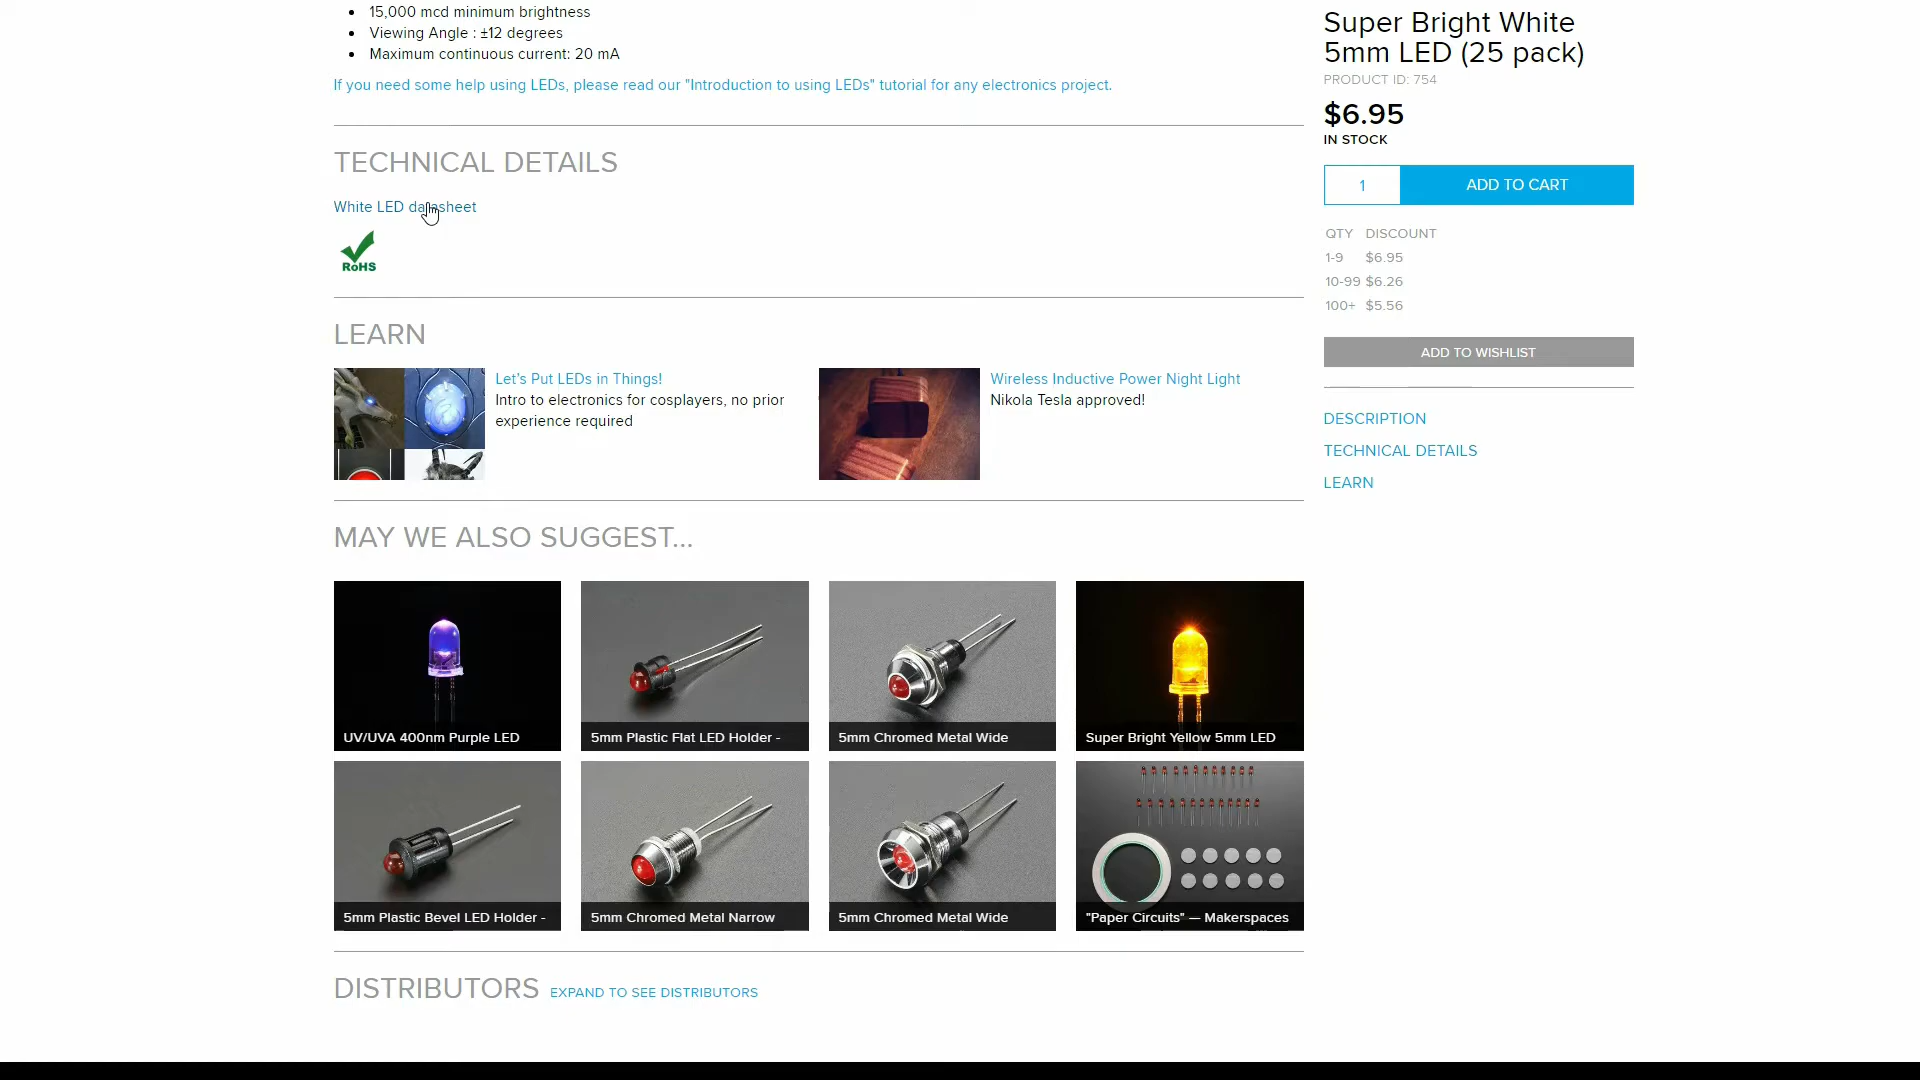 15,000 mcd minimum brightness
Viewing Angle : ±12 degrees
Maximum continuous current: 20 mA
If you need some help using LEDs, please read our "Introduction to using LEDs" tutorial for any electronics project.
TECHNICAL DETAILS
White LED datasheet
RoHS
LEARN
Let's Put LEDs in Things!
Intro to electronics for cosplayers, no prior
experience required
Wireless Inductive Power Night Light
Nikola Tesla approved!
MAY WE ALSO SUGGEST...
UV/UVA 400nm Purple LED
5mm Plastic Flat LED Holder -
5mm Chromed Metal Wide
Super Bright Yellow 5mm LED
5mm Plastic Bevel LED Holder -
5mm Chromed Metal Narrow
5mm Chromed Metal Wide
"Paper Circuits" — Makerspaces
DISTRIBUTORS EXPAND TO SEE DISTRIBUTORS
Super Bright White
5mm LED (25 pack)
PRODUCT ID: 754
$6.95
IN STOCK
1 ADD TO CART
QTY DISCOUNT
1-9 $6.95
10-99 $6.26
100+ $5.56
ADD TO WISHLIST
DESCRIPTION
TECHNICAL DETAILS
LEARN